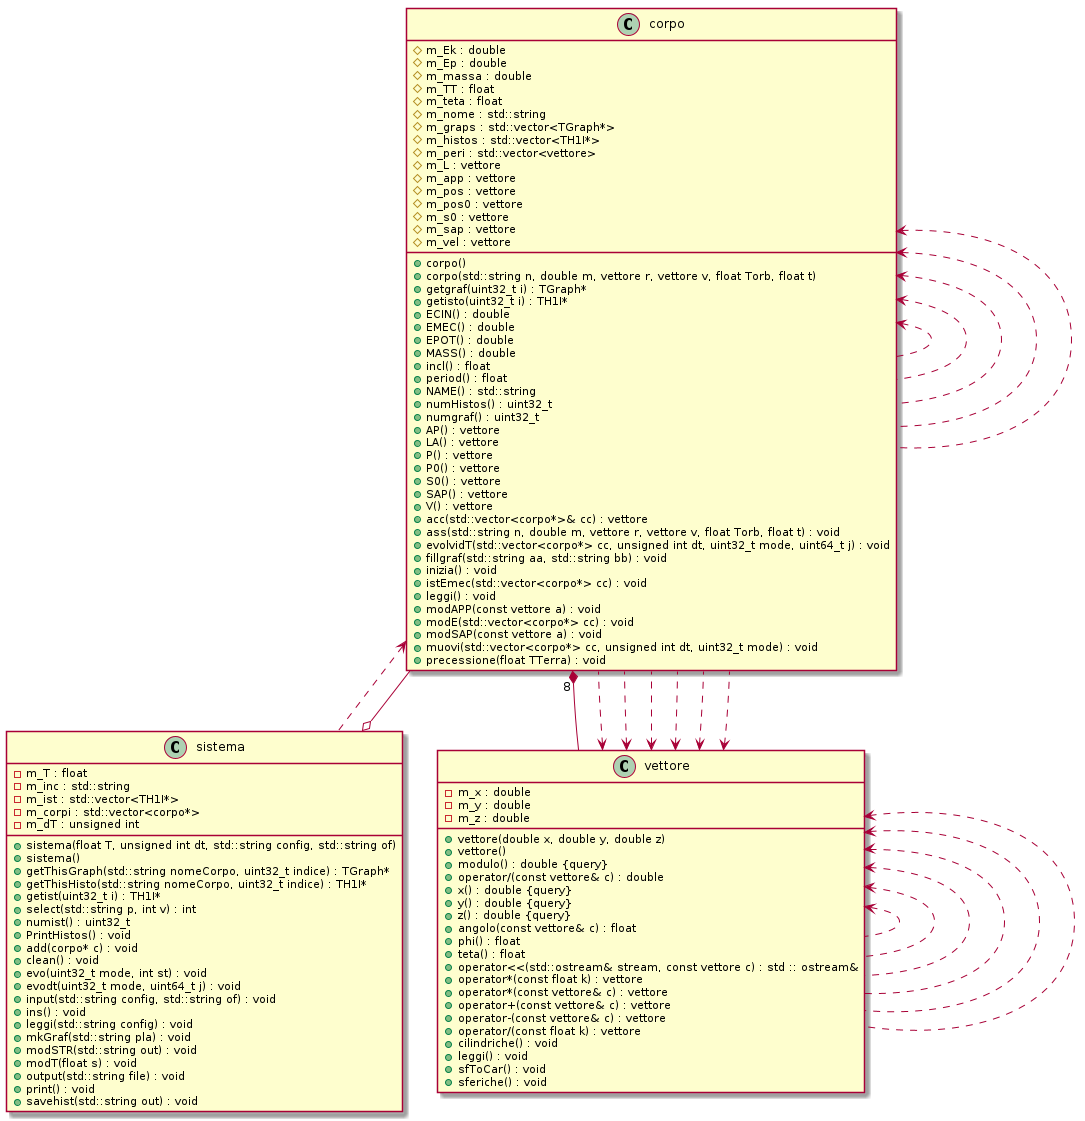 C corpo
m_Ek : double
m_Ep : double
m_massa : double
m_TT : float
m_teta : float
m_nome : std::string
m_graps : std::vector<TGraph*>
m_histos : std::vector<TH1I*>
m_peri : std::vector<vettore>
m_L : vettore
m_app : vettore
m_pos : vettore
m_pos0 : vettore
m_s0 : vettore
m_sap : vettore
m_vel : vettore
corpo()
corpo(std::string n, double m, vettore r, vettore v, float Torb, float t)
getgraf(uint32_t i) : TGraph*
getisto(uint32_t i) : TH1I*
ECIN() : double
EMEC() : double
EPOT() : double
MASS() : double
incl() : float
period() : float
NAME() : std::string
numHistos() : uint32_t
numgraf() : uint32_t
AP() : vettore
LA() : vettore
P() : vettore
P0() : vettore
S0() : vettore
SAP() : vettore
V() : vettore
acc(std::vector<corpo*>& cc) : vettore
ass(std::string n, double m, vettore r, vettore v, float Torb, float t) : void
evolvidT(std::vector<corpo*> cc, unsigned int dt, uint32_t mode, uint64_t j) : void
fillgraf(std::string aa, std::string bb) : void
inizia() : void
istEmec(std::vector<corpo*> cc) : void
leggi() : void
modAPP(const vettore a) : void
modE(std::vector<corpo*> cc) : void
modSAP(const vettore a) : void
muovi(std::vector<corpo*> cc, unsigned int dt, uint32_t mode) : void
precessione(float TTerra) : void
8
C sistema
m_T : float
m_inc : std::string
m_ist : std::vector<TH1I*>
m_corpi : std::vector<corpo*>
m_dT : unsigned int
sistema(float T, unsigned int dt, std::string config, std::string of)
sistema()
getThisGraph(std::string nomeCorpo, uint32_t indice) : TGraph*
getThisHisto(std::string nomeCorpo, uint32_t indice) : TH1I*
getist(uint32_t i) : TH1I*
select(std::string p, int v) : int
numist() : uint32_t
PrintHistos() : void
add(corpo* c) : void
clean() : void
evo(uint32_t mode, int st) : void
evodt(uint32_t mode, uint64_t j) : void
input(std::string config, std::string of) : void
ins() : void
leggi(std::string config) : void
mkGraf(std::string pla) : void
modSTR(std::string out) : void
modT(float s) : void
output(std::string file) : void
print() : void
savehist(std::string out) : void
C vettore
m_x : double
m_y : double
m_z : double
vettore(double x, double y, double z)
vettore()
modulo() : double {query}
operator/(const vettore& c) : double
x() : double {query}
y() : double {query}
z() : double {query}
angolo(const vettore& c) : float
phi() : float
teta() : float
operator<<(std::ostream& stream, const vettore c) : std :: ostream&
operator*(const float k) : vettore
operator*(const vettore& c) : vettore
operator+(const vettore& c) : vettore
operator-(const vettore& c) : vettore
operator/(const float k) : vettore
cilindriche() : void
leggi() : void
sfToCar() : void
sferiche() : void